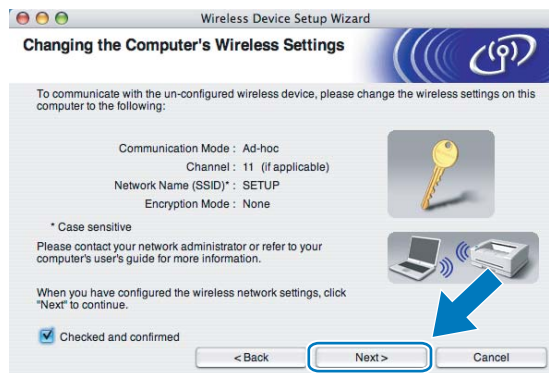 Wireless Device Setup Wizard
Changing the Computer's Wireless Settings
To communicate with the un-configured wireless device, please change the wireless settings on this
computer to the following:
Communication Mode : Ad-hoc
Channel : 11 (if applicable)
Network Name (SSID)* : SETUP
Encryption Mode : None
* Case sensitive
Please contact your network administrator or refer to your
computer's user's guide for more information.
When you have configured the wireless network settings, click
"Next" to continue.
Checked and confirmed
< Back
Next >
Cancel